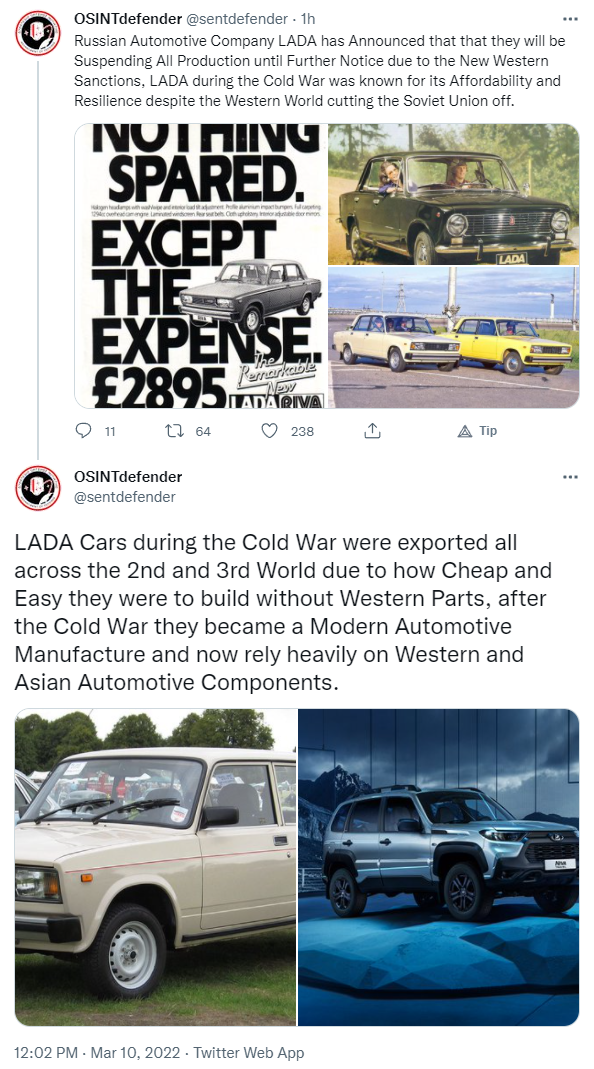 OSINTdefender @sentdefender · 1h
Russian Automotive Company LADA has Announced that that they will be
Suspending All Production until Further Notice due to the New Western
Sanctions, LADA during the Cold War was known for its Affordability and
Resilience despite the Western World cutting the Soviet Union off.
NOTHING
SPARED.
Halogen headlamps with wash/wipe and interior load tilt adjustment. Profile aluminium impact bumpers. Full carpeting.
1294cc overhead cam engine. Laminated windscreen. Rear seat belts. Cloth upholstery. Interior adjustable door mirrors.
EXCEPT
THE
EXPENSE.
£2895
The
Remarkable
New
LADA RIVA
LADA
11
64
238
Tip
OSINTdefender
@sentdefender
LADA Cars during the Cold War were exported all
across the 2nd and 3rd World due to how Cheap and
Easy they were to build without Western Parts, after
the Cold War they became a Modern Automotive
Manufacture and now rely heavily on Western and
Asian Automotive Components.
NIVA
12:02 PM · Mar 10, 2022 · Twitter Web App